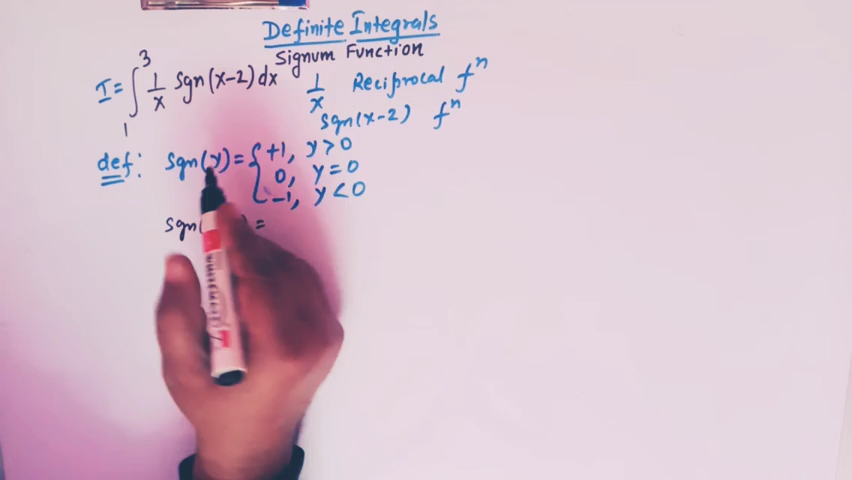 Definite Integrals
Signum Function
I = ∫₁³ 1/x Sgn(x-2) dx
1/x Reciprocal fⁿ
sgn(x-2) fⁿ
def: Sgn(y) = { +1, y > 0
0, y = 0
-1, y < 0
sgn( ) =